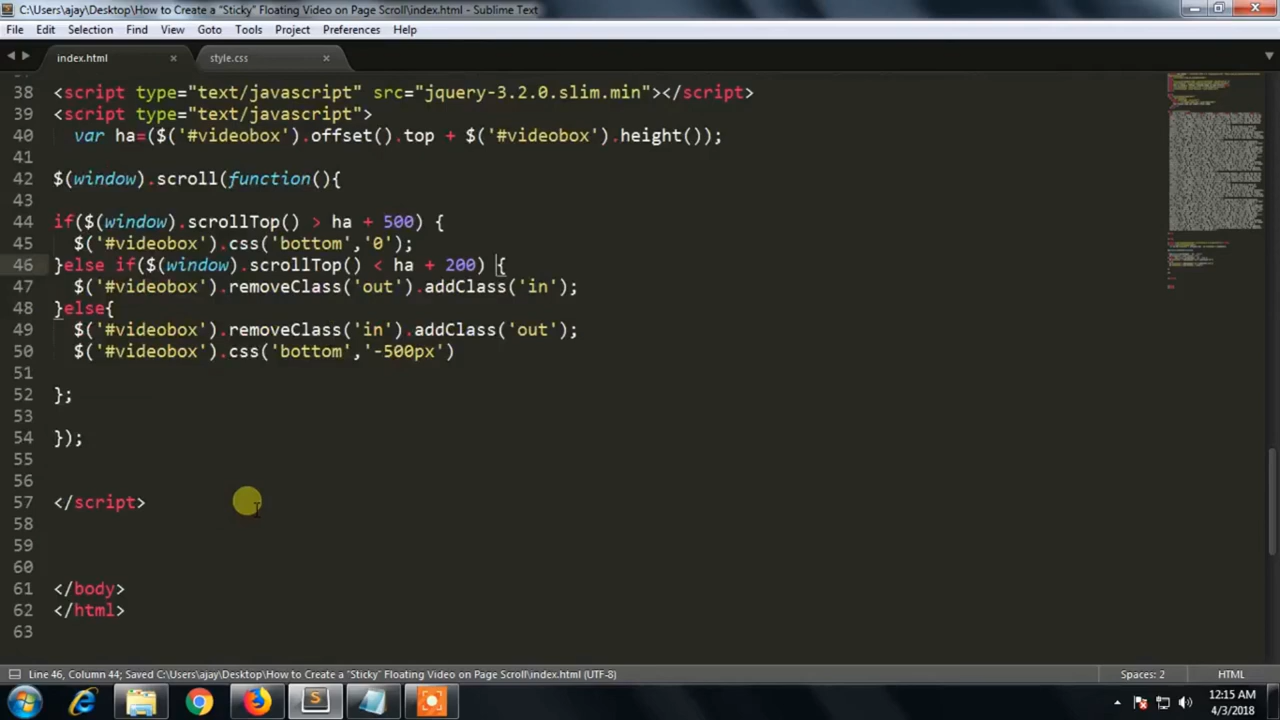 C:\Users\ajay\Desktop\How to Create a "Sticky" Floating Video on Page Scroll\index.html - Sublime Text
File Edit Selection Find View Goto Tools Project Preferences Help
index.html × style.css ×
38 <script type="text/javascript" src="jquery-3.2.0.slim.min"></script>
39 <script type="text/javascript">
40 var ha=($('#videobox').offset().top + $('#videobox').height());
41
42 $(window).scroll(function(){
43
44 if($(window).scrollTop() > ha + 500) {
45 $('#videobox').css('bottom','0');
46 }else if($(window).scrollTop() < ha + 200) {
47 $('#videobox').removeClass('out').addClass('in');
48 }else{
49 $('#videobox').removeClass('in').addClass('out');
50 $('#videobox').css('bottom','-500px')
51
52 };
53
54 });
55
56
57 </script>
58
59
60
61 </body>
62 </html>
63
Line 46, Column 44; Saved C:\Users\ajay\Desktop\How to Create a "Sticky" Floating Video on Page Scroll\index.html (UTF-8) Spaces: 2 HTML
12:15 AM
4/3/2018